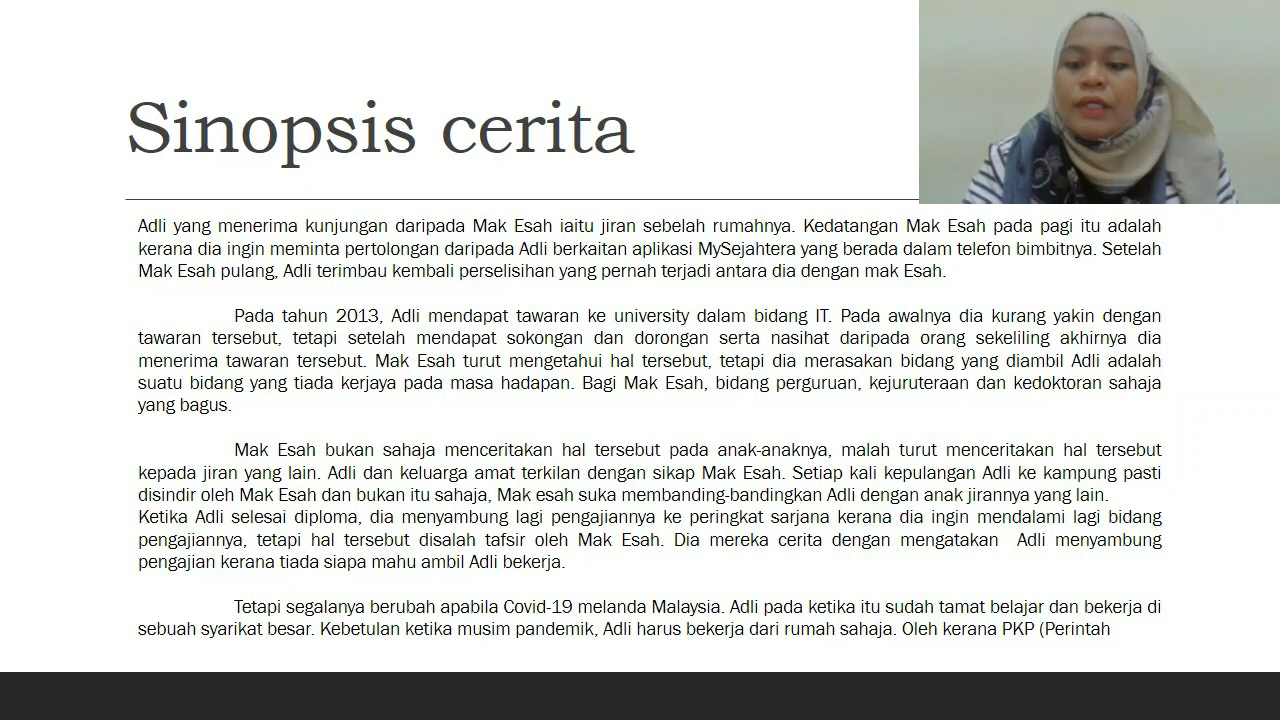 Sinopsis cerita
Adli yang menerima kunjungan daripada Mak Esah iaitu jiran sebelah rumahnya. Kedatangan Mak Esah pada pagi itu adalah
kerana dia ingin meminta pertolongan daripada Adli berkaitan aplikasi MySejahtera yang berada dalam telefon bimbitnya. Setelah
Mak Esah pulang, Adli terimbau kembali perselisihan yang pernah terjadi antara dia dengan mak Esah.
Pada tahun 2013, Adli mendapat tawaran ke university dalam bidang IT. Pada awalnya dia kurang yakin dengan
tawaran tersebut, tetapi setelah mendapat sokongan dan dorongan serta nasihat daripada orang sekeliling akhirnya dia
menerima tawaran tersebut. Mak Esah turut mengetahui hal tersebut, tetapi dia merasakan bidang yang diambil Adli adalah
suatu bidang yang tiada kerjaya pada masa hadapan. Bagi Mak Esah, bidang perguruan, kejuruteraan dan kedoktoran sahaja
yang bagus.
Mak Esah bukan sahaja menceritakan hal tersebut pada anak-anaknya, malah turut menceritakan hal tersebut
kepada jiran yang lain. Adli dan keluarga amat terkilan dengan sikap Mak Esah. Setiap kali kepulangan Adli ke kampung pasti
disindir oleh Mak Esah dan bukan itu sahaja, Mak esah suka membanding-bandingkan Adli dengan anak jirannya yang lain.
Ketika Adli selesai diploma, dia menyambung lagi pengajiannya ke peringkat sarjana kerana dia ingin mendalami lagi bidang
pengajiannya, tetapi hal tersebut disalah tafsir oleh Mak Esah. Dia mereka cerita dengan mengatakan Adli menyambung
pengajian kerana tiada siapa mahu ambil Adli bekerja.
Tetapi segalanya berubah apabila Covid-19 melanda Malaysia. Adli pada ketika itu sudah tamat belajar dan bekerja di
sebuah syarikat besar. Kebetulan ketika musim pandemik, Adli harus bekerja dari rumah sahaja. Oleh kerana PKP (Perintah